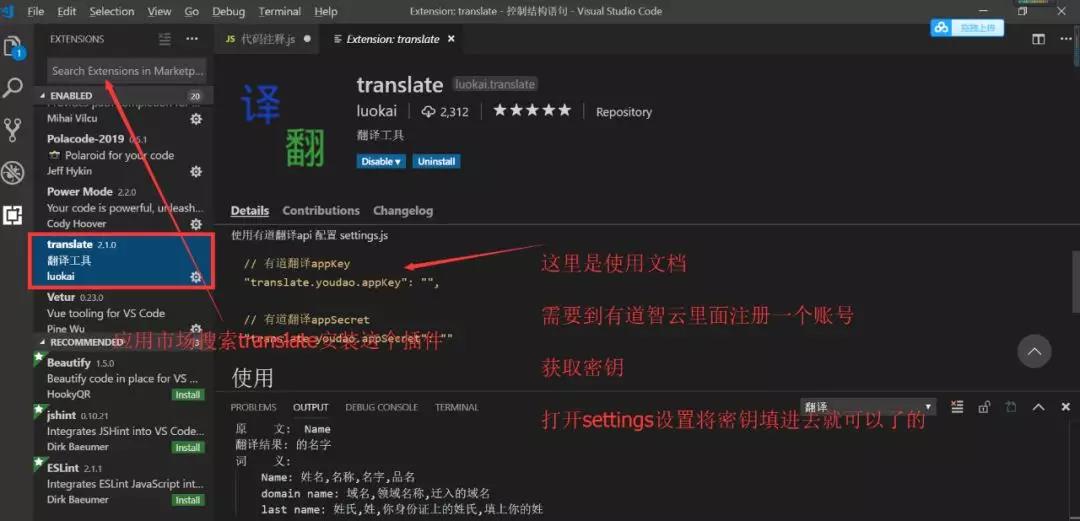 File Edit Selection View Go Debug Terminal Help
Extension: translate - 控制结构语句 - Visual Studio Code
拖拽上传
1
EXTENSIONS
Search Extensions in Marketp...
ENABLED 20
Provides path completion for ...
Mihai Vilcu
Polacode-2019 0.5.1
Polaroid for your code
Jeff Hykin
Power Mode 2.2.0
Your code is powerful, unleash...
Cody Hoover
translate 2.1.0
翻译工具
luokai
Vetur 0.23.0
Vue tooling for VS Code
Pine Wu
应用市场搜索translate安装这个插件
RECOMMENDED 3
Beautify 1.5.0
Beautify code in place for VS ...
HookyQR Install
jshint 0.10.21
Integrates JSHint into VS Code...
Dirk Baeumer Install
ESLint 2.1.1
Integrates ESLint JavaScript int...
Dirk Baeumer Install
JS 代码注释.js
Extension: translate
译
翻
translate luokai.translate
luokai 2,312 Repository
翻译工具
Disable Uninstall
Details Contributions Changelog
使用有道翻译api 配置 settings.js
// 有道翻译appKey
"translate.youdao.appKey": "",
// 有道翻译appSecret
"translate.youdao.appSecret": ""
使用
这里是使用文档
需要到有道智云里面注册一个账号
获取密钥
打开settings设置将密钥填进去就可以了的
PROBLEMS OUTPUT DEBUG CONSOLE TERMINAL
翻译
原 文: Name
翻译结果: 的名字
词 义:
Name: 姓名,名称,名字,品名
domain name: 域名,领域名称,迁入的域名
last name: 姓氏,姓,你身份证上的姓氏,填上你的姓